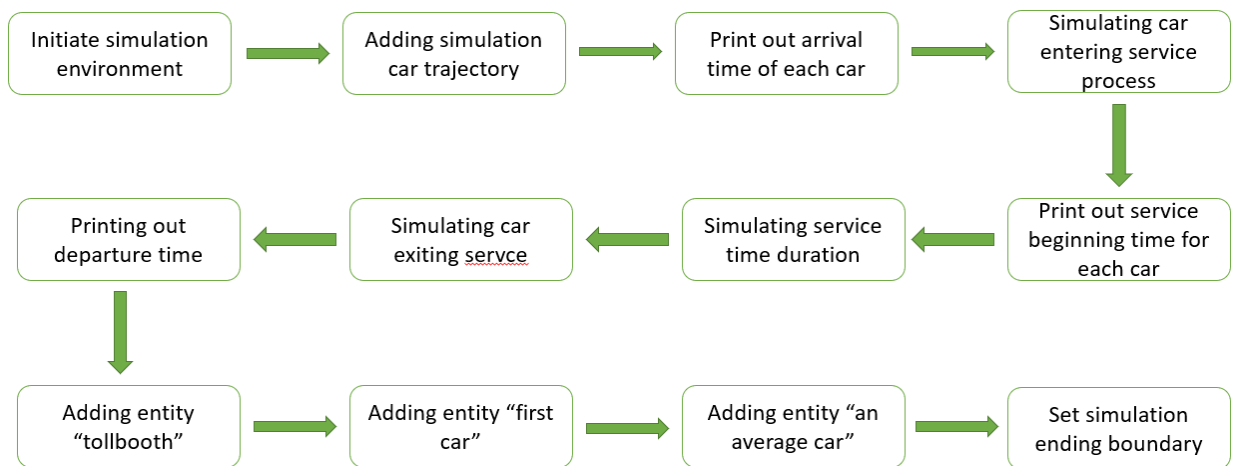 Initiate simulation
environment
Adding simulation
car trajectory
Print out arrival
time of each car
Simulating car
entering service
process
Print out service
beginning time for
each car
Simulating service
time duration
Simulating car
exiting servce
Printing out
departure time
Adding entity
“tollbooth”
Adding entity “first
car”
Adding entity “an
average car”
Set simulation
ending boundary